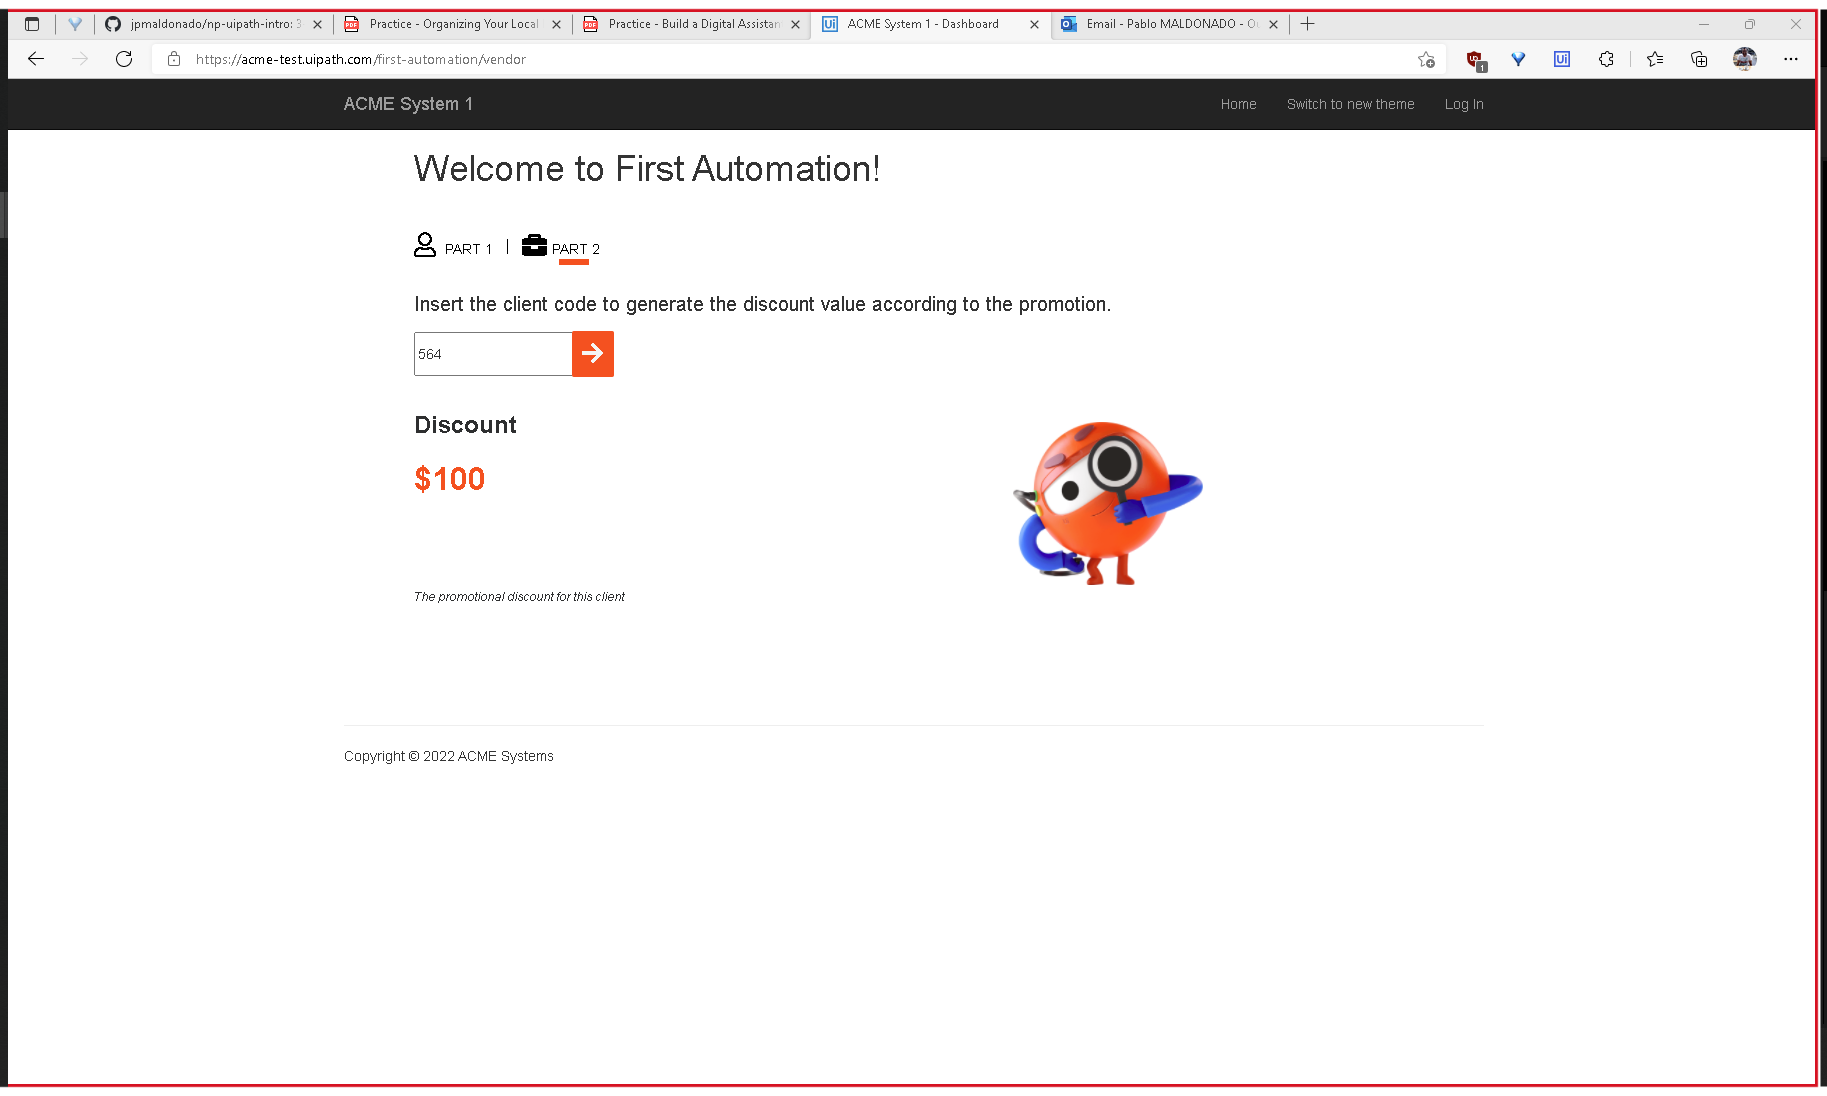 jpmaldonado/np-uipath-intro: 3
Practice - Organizing Your Local
Practice - Build a Digital Assistan
ACME System 1 - Dashboard
Email - Pablo MALDONADO - Ou
https://acme-test.uipath.com/first-automation/vendor
1
Ui
ACME System 1
Home
Switch to new theme
Log In
Welcome to First Automation!
PART 1 | PART 2
Insert the client code to generate the discount value according to the promotion.
564
Discount
$100
The promotional discount for this client
Copyright © 2022 ACME Systems